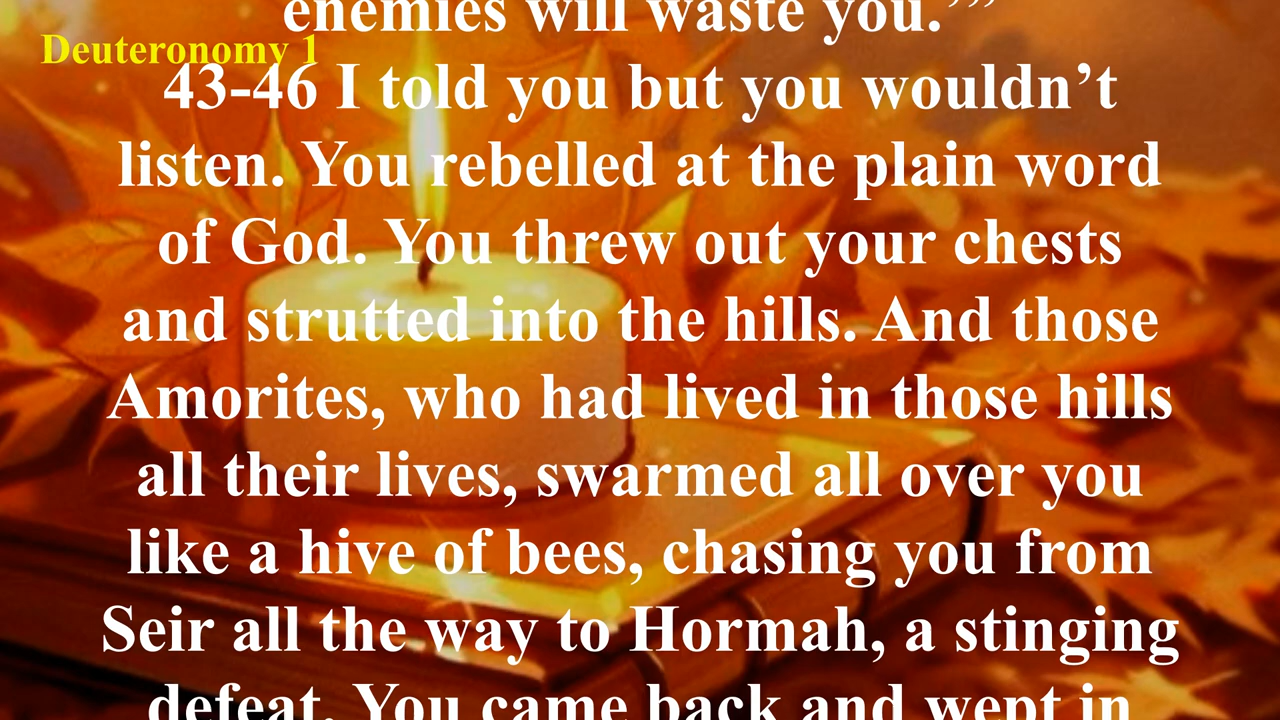 enemies will waste you.’”
Deuteronomy 1
43-46 I told you but you wouldn’t
listen. You rebelled at the plain word
of God. You threw out your chests
and strutted into the hills. And those
Amorites, who had lived in those hills
all their lives, swarmed all over you
like a hive of bees, chasing you from
Seir all the way to Hormah, a stinging
defeat. You came back and wept in